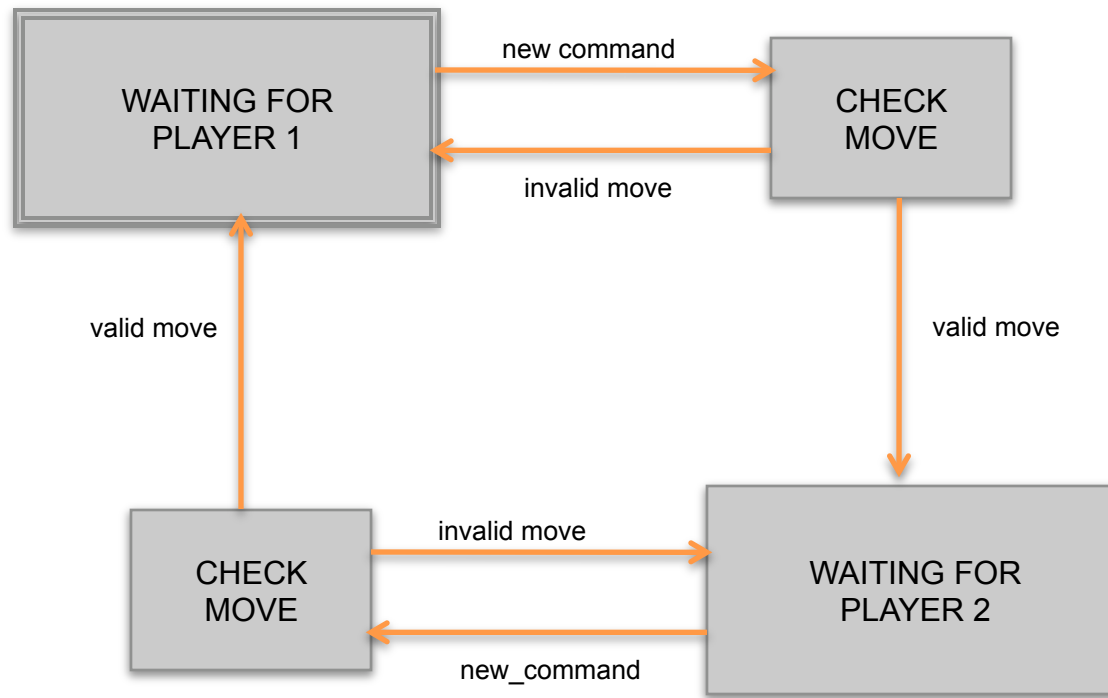 new command
WAITING FOR
PLAYER 1
CHECK
MOVE
invalid move
valid move
valid move
invalid move
CHECK
MOVE
WAITING FOR
PLAYER 2
new_command